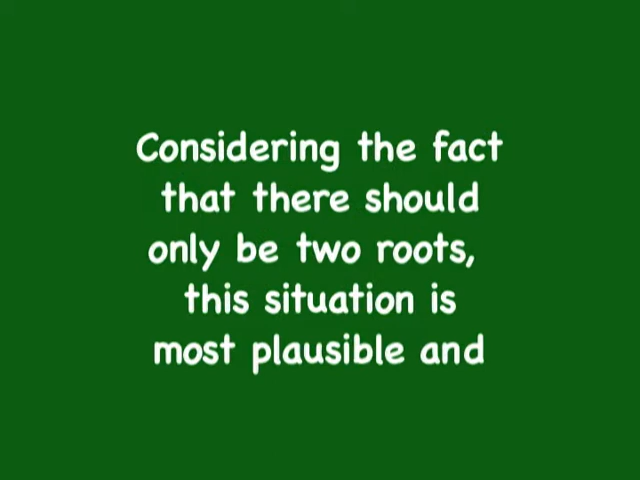 Considering the fact
that there should
only be two roots,
this situation is
most plausible and